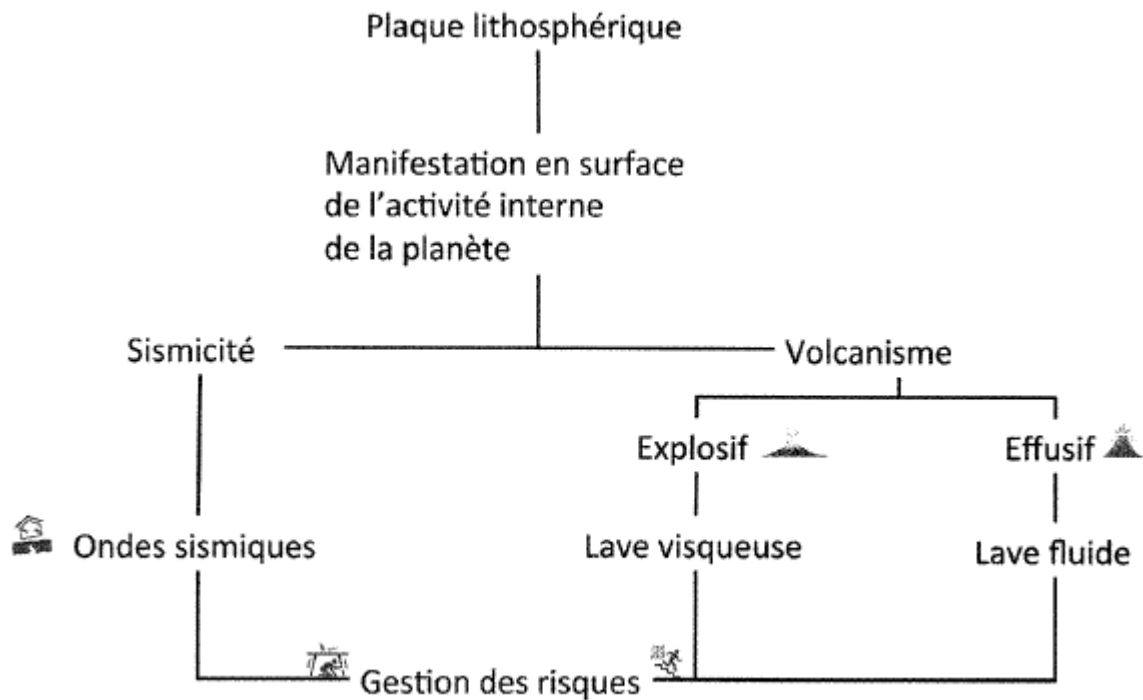 Plaque lithosphérique
Manifestation en surface
de l'activité interne
de la planète
Sismicité
Volcanisme
Explosif
Effusif
Ondes sismiques
Lave visqueuse
Lave fluide
Gestion des risques